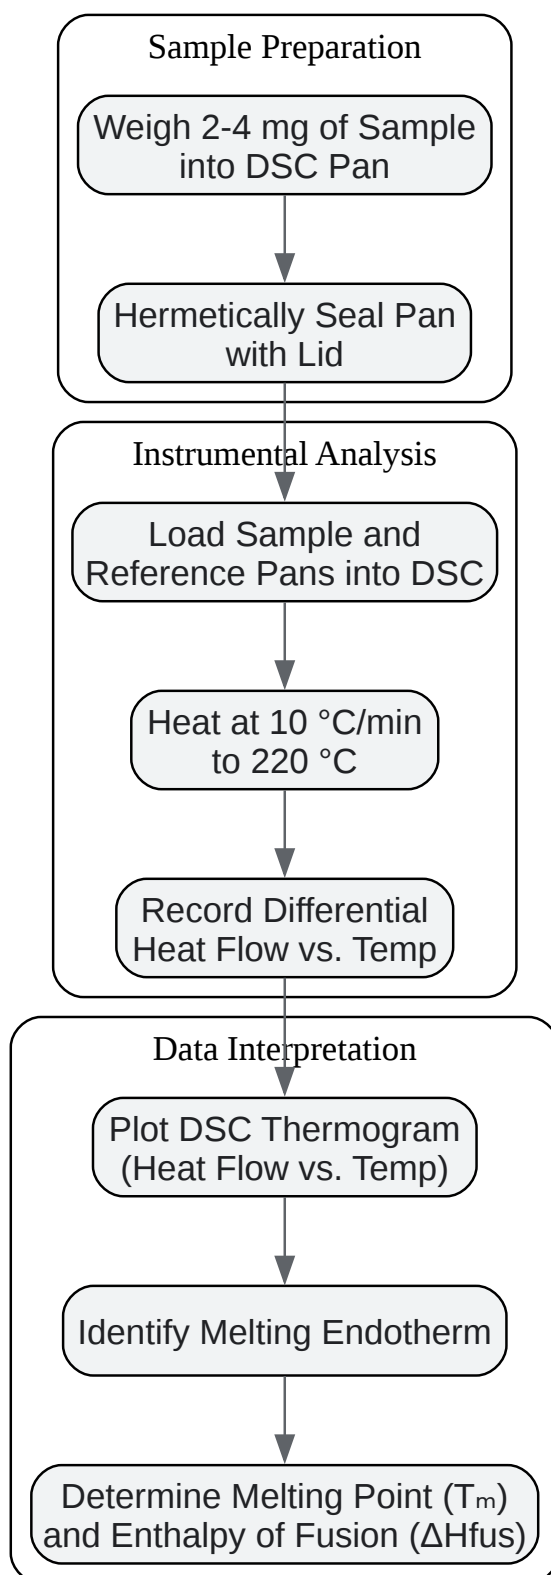 Sample Preparation
Weigh 2-4 mg of Sample
into DSC Pan
Hermetically Seal Pan
with Lid
Instrumental Analysis
Load Sample and
Reference Pans into DSC
Heat at 10 °C/min
to 220 °C
Record Differential
Heat Flow vs. Temp
Data Interpretation
Plot DSC Thermogram
(Heat Flow vs. Temp)
Identify Melting Endotherm
Determine Melting Point (Tₘ)
and Enthalpy of Fusion (ΔHfus)